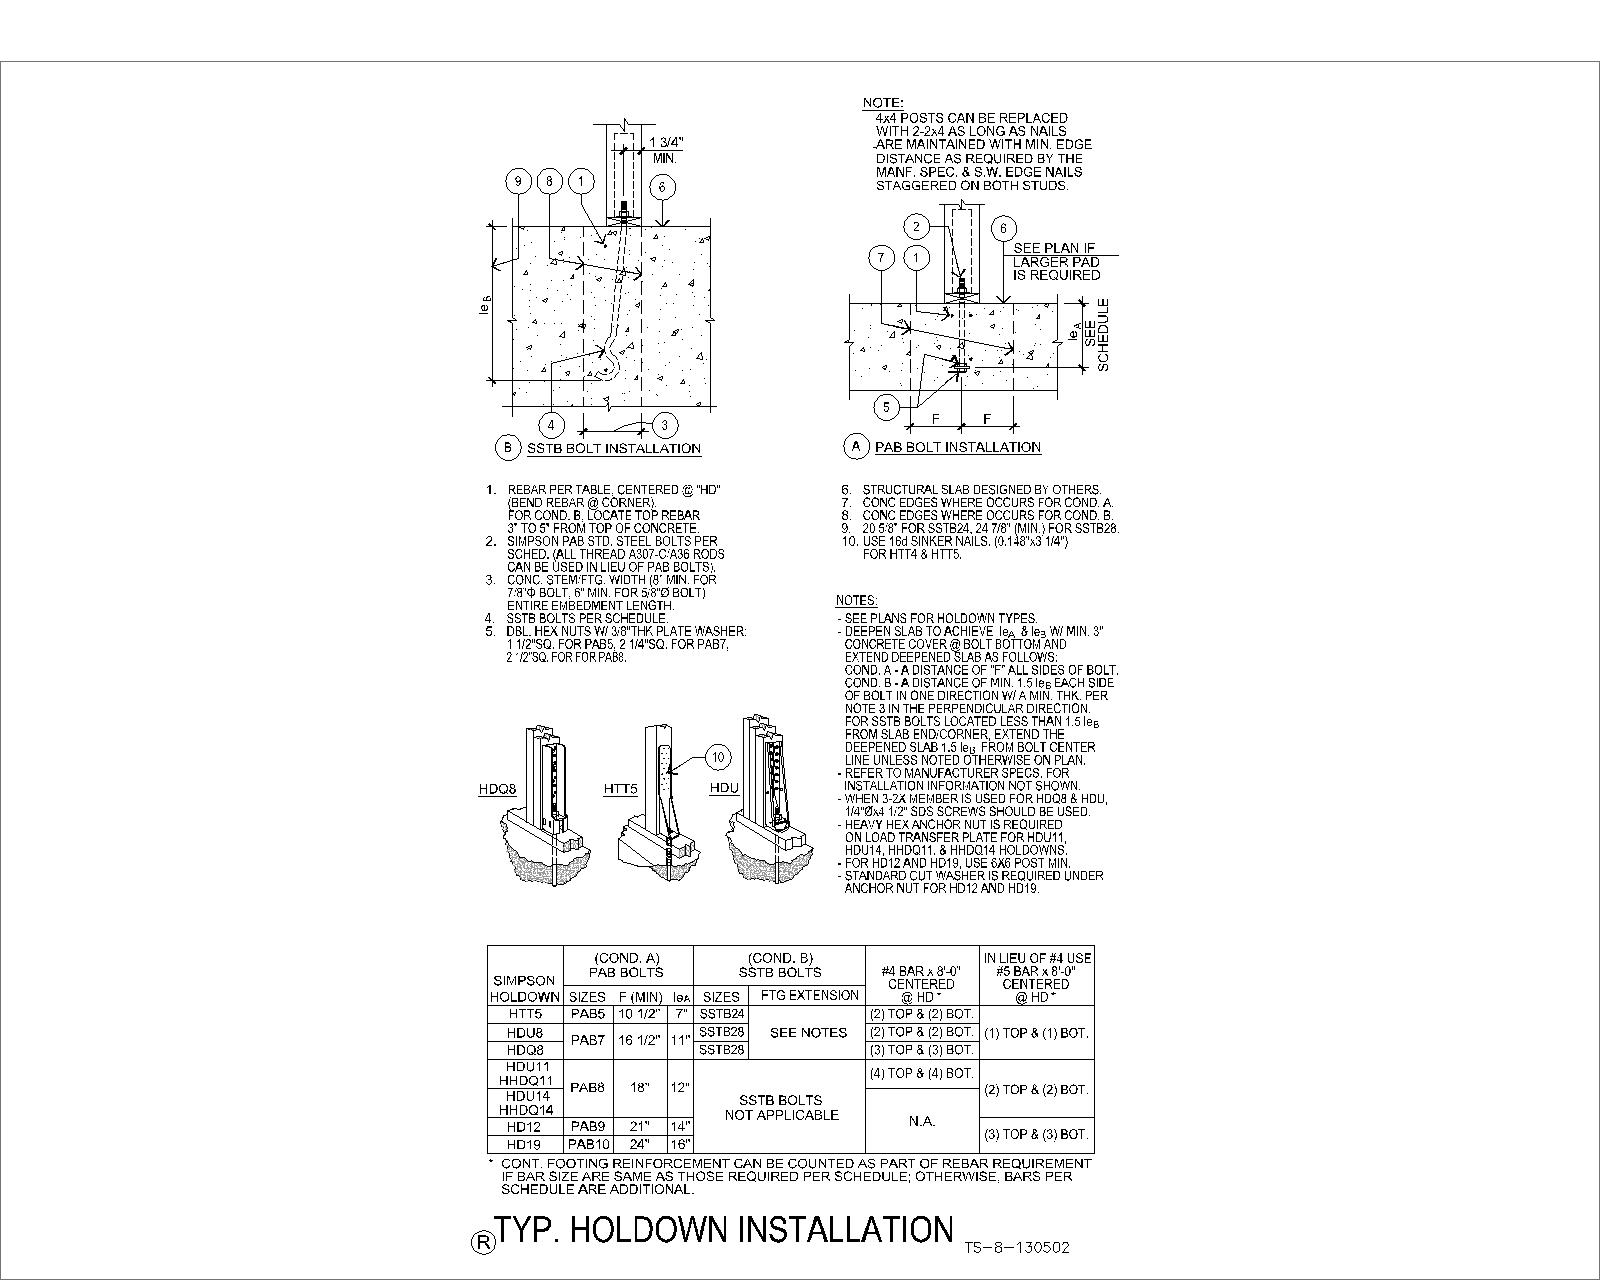 NOTE:
4x4 POSTS CAN BE REPLACED
WITH 2-2x4 AS LONG AS NAILS
ARE MAINTAINED WITH MIN. EDGE
DISTANCE AS REQUIRED BY THE
MANF. SPEC. & S.W. EDGE NAILS
STAGGERED ON BOTH STUDS.
1 3/4"
MIN.
9
8
1
6
leB
4
3
B
SSTB BOLT INSTALLATION
2
6
7
1
SEE PLAN IF
LARGER PAD
IS REQUIRED
leA
SEE
SCHEDULE
5
F
F
A
PAB BOLT INSTALLATION
1. REBAR PER TABLE, CENTERED @ "HD"
(BEND REBAR @ CORNER).
FOR COND. B, LOCATE TOP REBAR
3" TO 5" FROM TOP OF CONCRETE.
2. SIMPSON PAB STD. STEEL BOLTS PER
SCHED. (ALL THREAD A307-C/A36 RODS
CAN BE USED IN LIEU OF PAB BOLTS).
3. CONC. STEM/FTG. WIDTH (8" MIN. FOR
7/8"Φ BOLT, 6" MIN. FOR 5/8"Ø BOLT)
ENTIRE EMBEDMENT LENGTH.
4. SSTB BOLTS PER SCHEDULE.
5. DBL. HEX NUTS W/ 3/8"THK PLATE WASHER:
1 1/2"SQ. FOR PAB5, 2 1/4"SQ. FOR PAB7,
2 1/2"SQ. FOR FOR PAB8.
6. STRUCTURAL SLAB DESIGNED BY OTHERS.
7. CONC EDGES WHERE OCCURS FOR COND. A.
8. CONC EDGES WHERE OCCURS FOR COND. B.
9. 20 5/8" FOR SSTB24, 24 7/8" (MIN.) FOR SSTB28.
10. USE 16d SINKER NAILS. (0.148"x3 1/4")
FOR HTT4 & HTT5.
NOTES:
- SEE PLANS FOR HOLDOWN TYPES.
- DEEPEN SLAB TO ACHIEVE leA & leB W/ MIN. 3"
CONCRETE COVER @ BOLT BOTTOM AND
EXTEND DEEPENED SLAB AS FOLLOWS:
COND. A - A DISTANCE OF "F" ALL SIDES OF BOLT.
COND. B - A DISTANCE OF MIN. 1.5 leB EACH SIDE
OF BOLT IN ONE DIRECTION W/ A MIN. THK. PER
NOTE 3 IN THE PERPENDICULAR DIRECTION.
FOR SSTB BOLTS LOCATED LESS THAN 1.5 leB
FROM SLAB END/CORNER, EXTEND THE
DEEPENED SLAB 1.5 leB FROM BOLT CENTER
LINE UNLESS NOTED OTHERWISE ON PLAN.
- REFER TO MANUFACTURER SPECS. FOR
INSTALLATION INFORMATION NOT SHOWN.
- WHEN 3-2X MEMBER IS USED FOR HDQ8 & HDU,
1/4"Øx4 1/2" SDS SCREWS SHOULD BE USED.
- HEAVY HEX ANCHOR NUT IS REQUIRED
ON LOAD TRANSFER PLATE FOR HDU11,
HDU14, HHDQ11, & HHDQ14 HOLDOWNS.
- FOR HD12 AND HD19, USE 6X6 POST MIN.
- STANDARD CUT WASHER IS REQUIRED UNDER
ANCHOR NUT FOR HD12 AND HD19.
HDQ8
HTT5
10
HDU
SIMPSON
HOLDOWN
(COND. A)
PAB BOLTS
SIZES F (MIN) leA
(COND. B)
SSTB BOLTS
SIZES FTG EXTENSION
#4 BAR x 8'-0"
CENTERED
@ HD *
IN LIEU OF #4 USE
#5 BAR x 8'-0"
CENTERED
@ HD *
HTT5 PAB5 10 1/2" 7" SSTB24 (2) TOP & (2) BOT.
HDU8 PAB7 16 1/2" 11" SSTB28 SEE NOTES (2) TOP & (2) BOT. (1) TOP & (1) BOT.
HDQ8 SSTB28 (3) TOP & (3) BOT.
HDU11
HHDQ11
(4) TOP & (4) BOT.
PAB8 18" 12"
HDU14
HHDQ14
SSTB BOLTS
NOT APPLICABLE
N.A.
(2) TOP & (2) BOT.
HD12 PAB9 21" 14"
(3) TOP & (3) BOT.
HD19 PAB10 24" 16"
* CONT. FOOTING REINFORCEMENT CAN BE COUNTED AS PART OF REBAR REQUIREMENT
IF BAR SIZE ARE SAME AS THOSE REQUIRED PER SCHEDULE; OTHERWISE, BARS PER
SCHEDULE ARE ADDITIONAL.
R TYP. HOLDOWN INSTALLATION
TS-8-130502